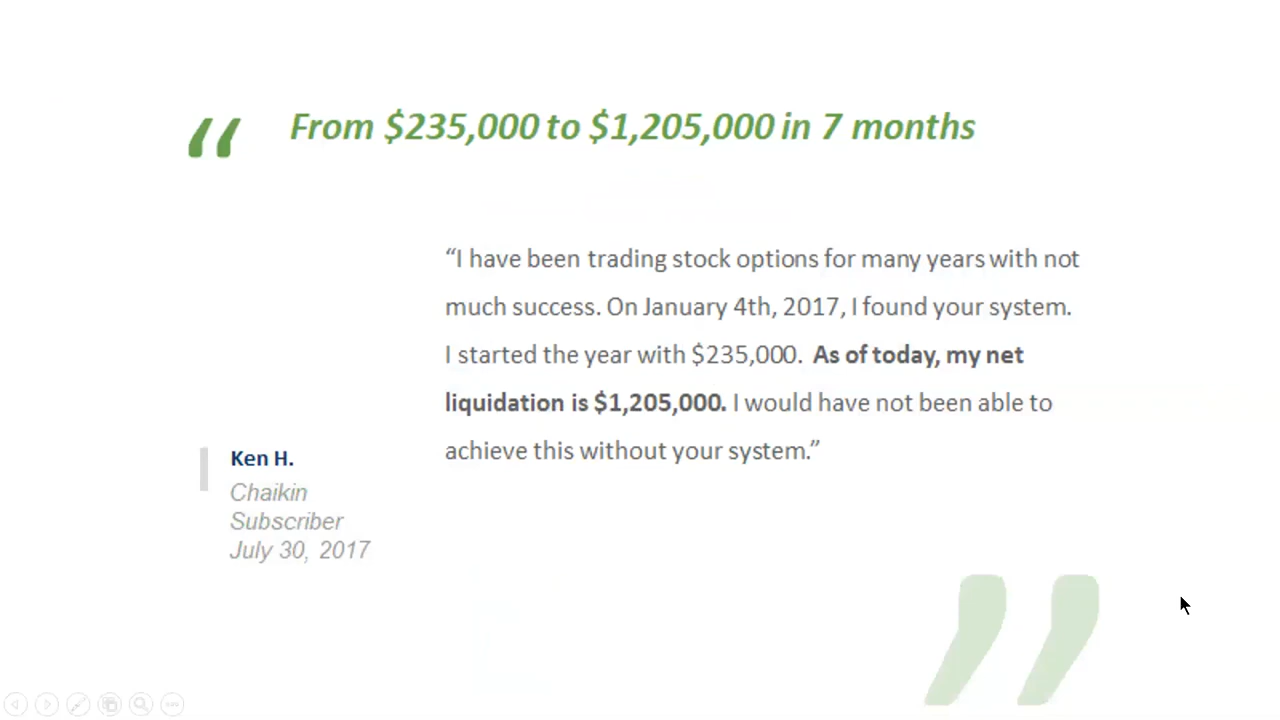 From $235,000 to $1,205,000 in 7 months
“I have been trading stock options for many years with not
much success. On January 4th, 2017, I found your system.
I started the year with $235,000. As of today, my net
liquidation is $1,205,000. I would have not been able to
achieve this without your system.”
Ken H.
Chaikin
Subscriber
July 30, 2017